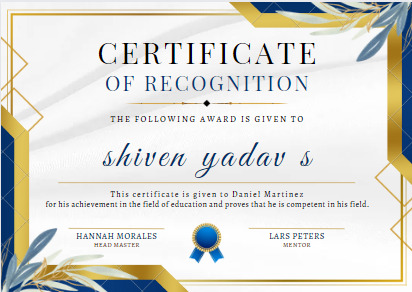 CERTIFICATE
OF RECOGNITION
THE FOLLOWING AWARD IS GIVEN TO
shiven yadav s
This certificate is given to Daniel Martinez
for his achievement in the field of education and proves that he is competent in his field.
HANNAH MORALES
HEAD MASTER
LARS PETERS
MENTOR